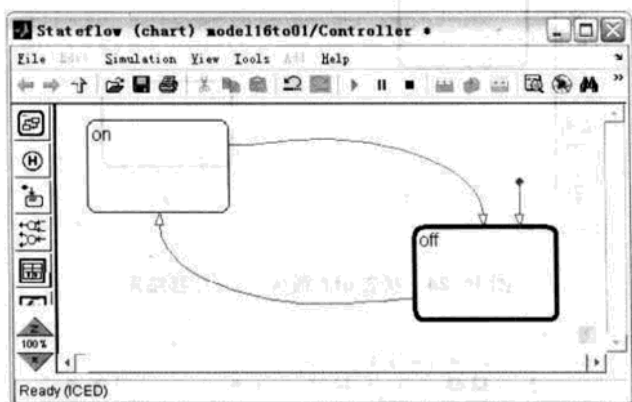 Stateflow (chart) model16to01/Controller *
File Edit Simulation View Tools Add Help
on
off
100%
Ready (ICED)